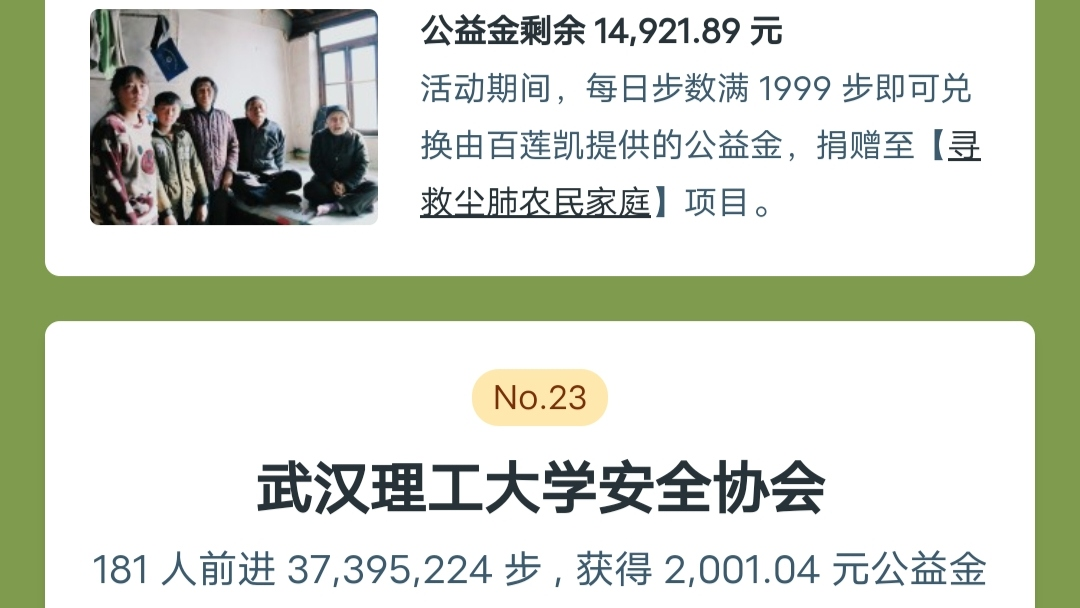 公益金剩余 14,921.89 元
活动期间，每日步数满 1999 步即可兑
换由百莲凯提供的公益金，捐赠至【寻
救尘肺农民家庭】项目。
No.23
武汉理工大学安全协会
181 人前进 37,395,224 步 , 获得 2,001.04 元公益金